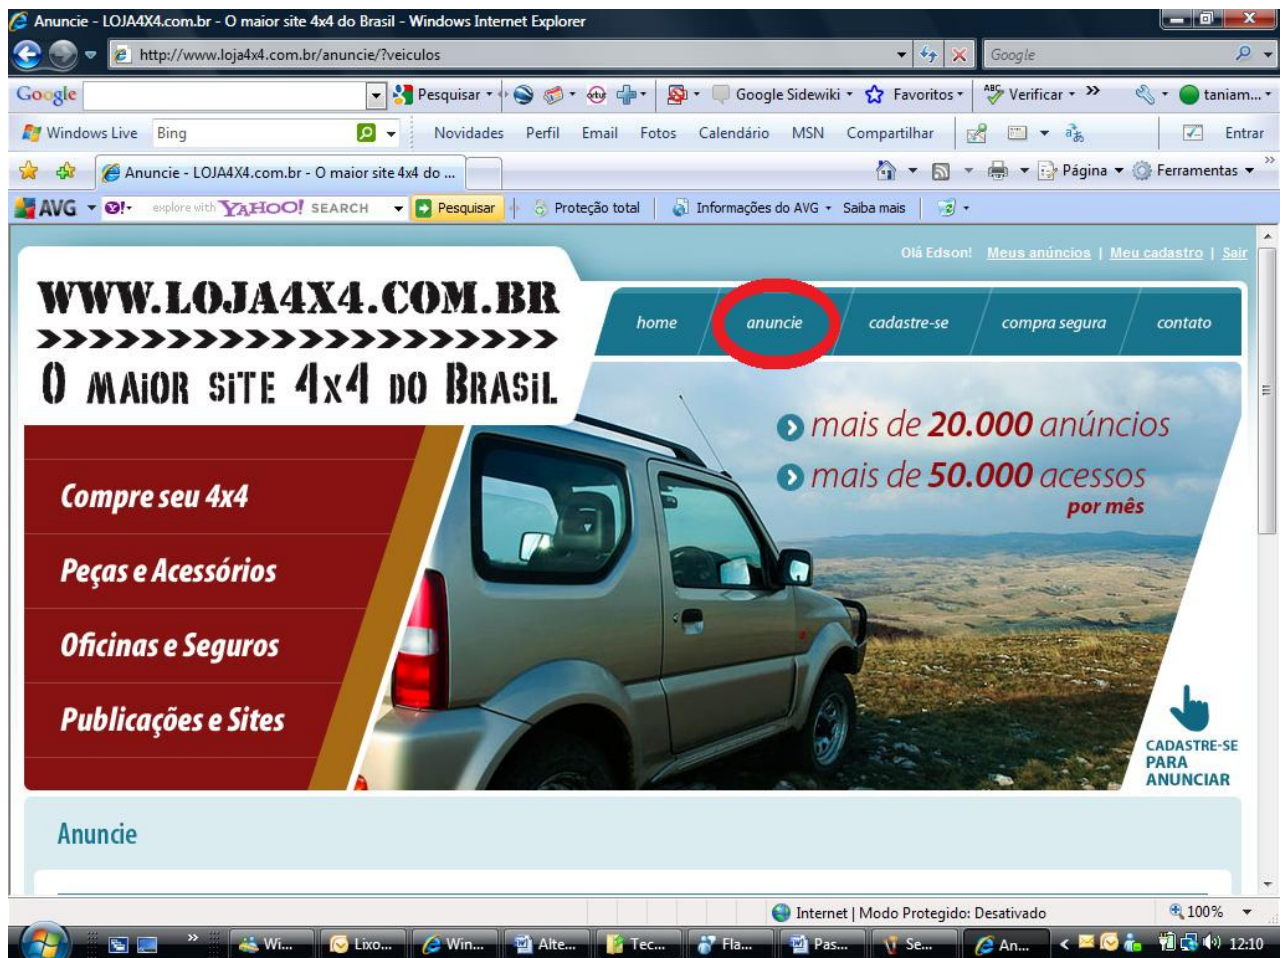 Anuncie - LOJA4X4.com.br - O maior site 4x4 do Brasil - Windows Internet Explorer
http://www.loja4x4.com.br/anuncie/?veiculos
Google
Google Pesquisar Google Sidewiki Favoritos ABC Verificar taniam...
Windows Live Bing Novidades Perfil Email Fotos Calendário MSN Compartilhar Entrar
Anuncie - LOJA4X4.com.br - O maior site 4x4 do ... Página Ferramentas
AVG explore with YAHOO! SEARCH Pesquisar Proteção total Informações do AVG Saiba mais
Olá Edson! Meus anúncios | Meu cadastro | Sair
WWW.LOJA4X4.COM.BR
O maior site 4x4 do Brasil
home anuncie cadastre-se compra segura contato
mais de 20.000 anúncios
mais de 50.000 acessos
por mês
Compre seu 4x4
Peças e Acessórios
Oficinas e Seguros
Publicações e Sites
CADASTRE-SE
PARA
ANUNCIAR
Anuncie
Internet | Modo Protegido: Desativado 100%
Wi... Lixo... Win... Alte... Tec... Fla... Pas... Se... An... 12:10